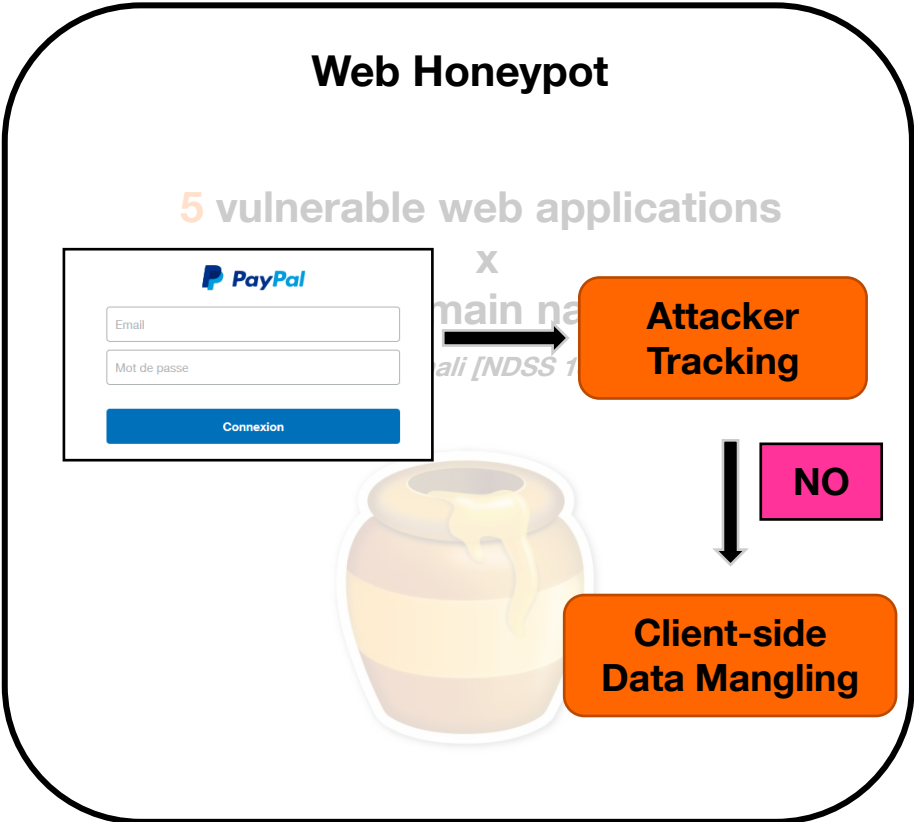 Web Honeypot
5 vulnerable web applications
x
PayPal
Email
Mot de passe
Connexion
[NDSS
Attacker
Tracking
NO
Client-side
Data Mangling